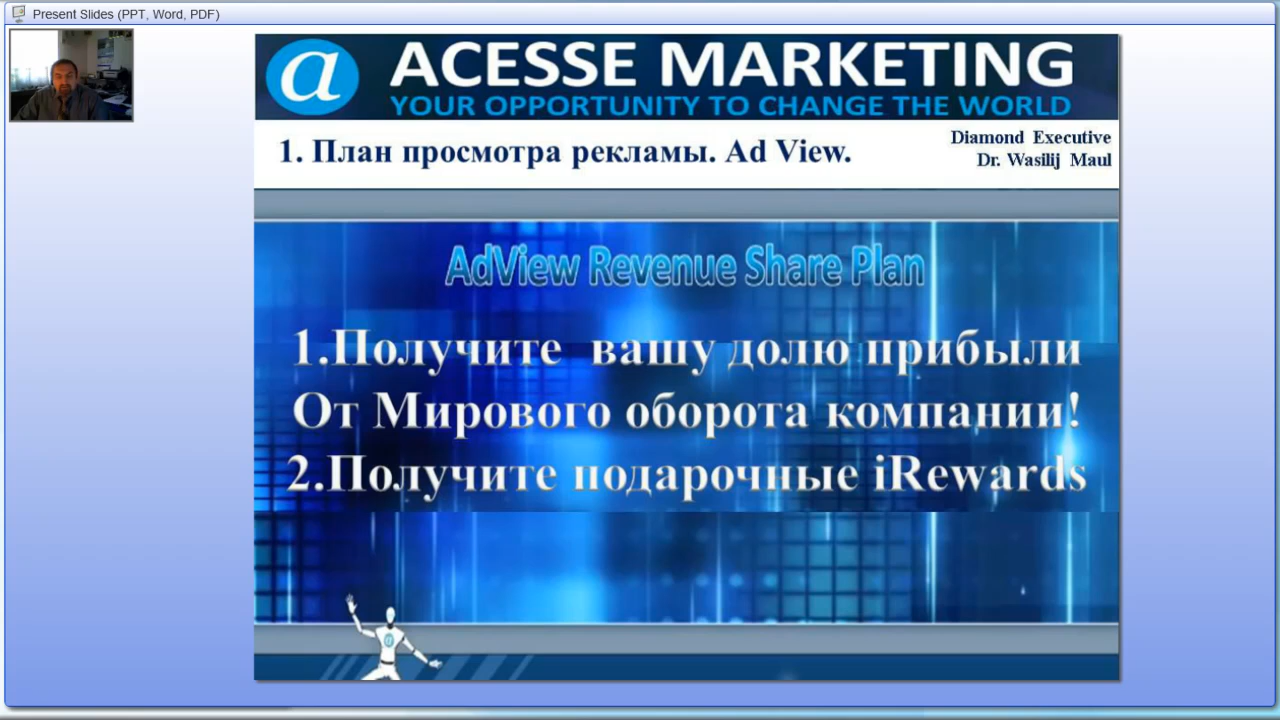 Present Slides (PPT, Word, PDF)
a ACESSE MARKETING
YOUR OPPORTUNITY TO CHANGE THE WORLD
1. План просмотра рекламы. Ad View.
Diamond Executive
Dr. Wasilij Maul
AdView Revenue Share Plan
1.Получите вашу долю прибыли
От Мирового оборота компании!
2.Получите подарочные iRewards
a